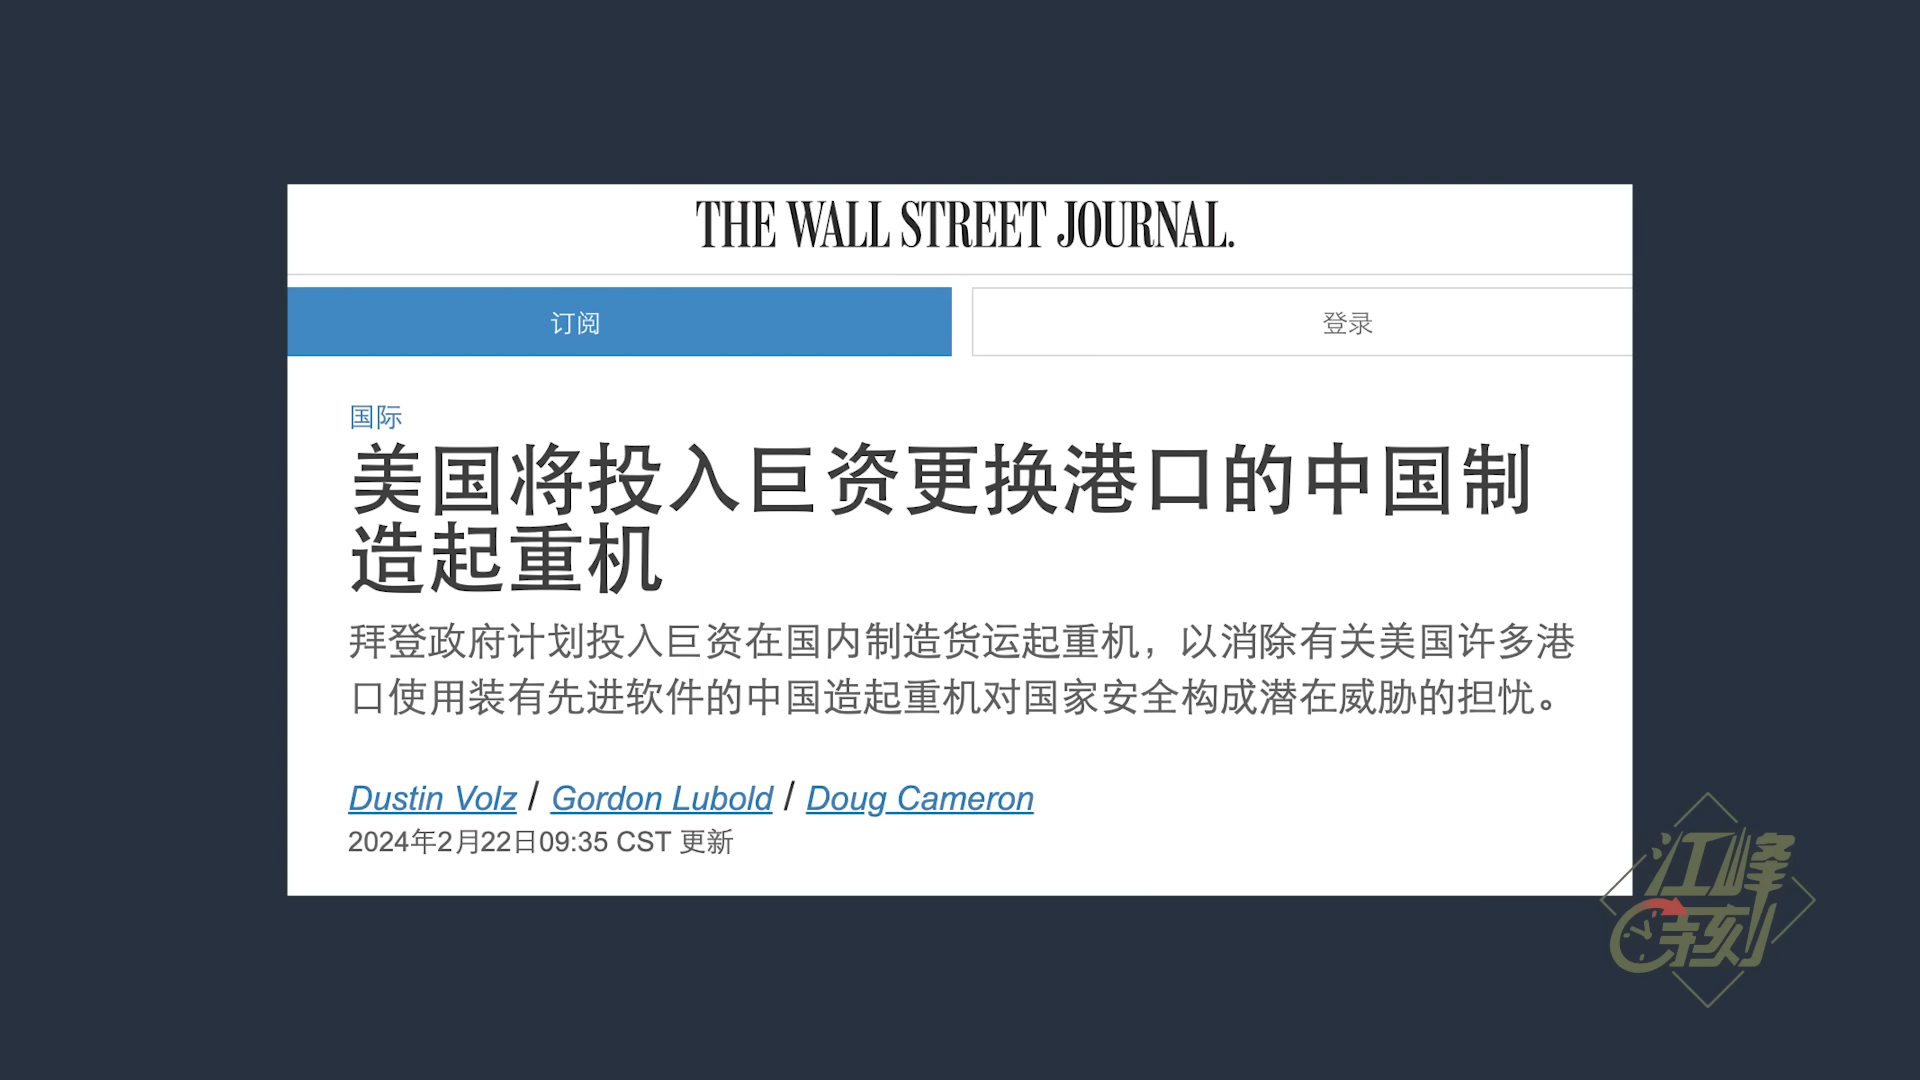 THE WALL STREET JOURNAL.
订阅
登录
国际
美国将投入巨资更换港口的中国制
造起重机
拜登政府计划投入巨资在国内制造货运起重机，以消除有关美国许多港
口使用装有先进软件的中国造起重机对国家安全构成潜在威胁的担忧。
Dustin Volz / Gordon Lubold / Doug Cameron
2024年2月22日09:35 CST 更新
江峰
时刻